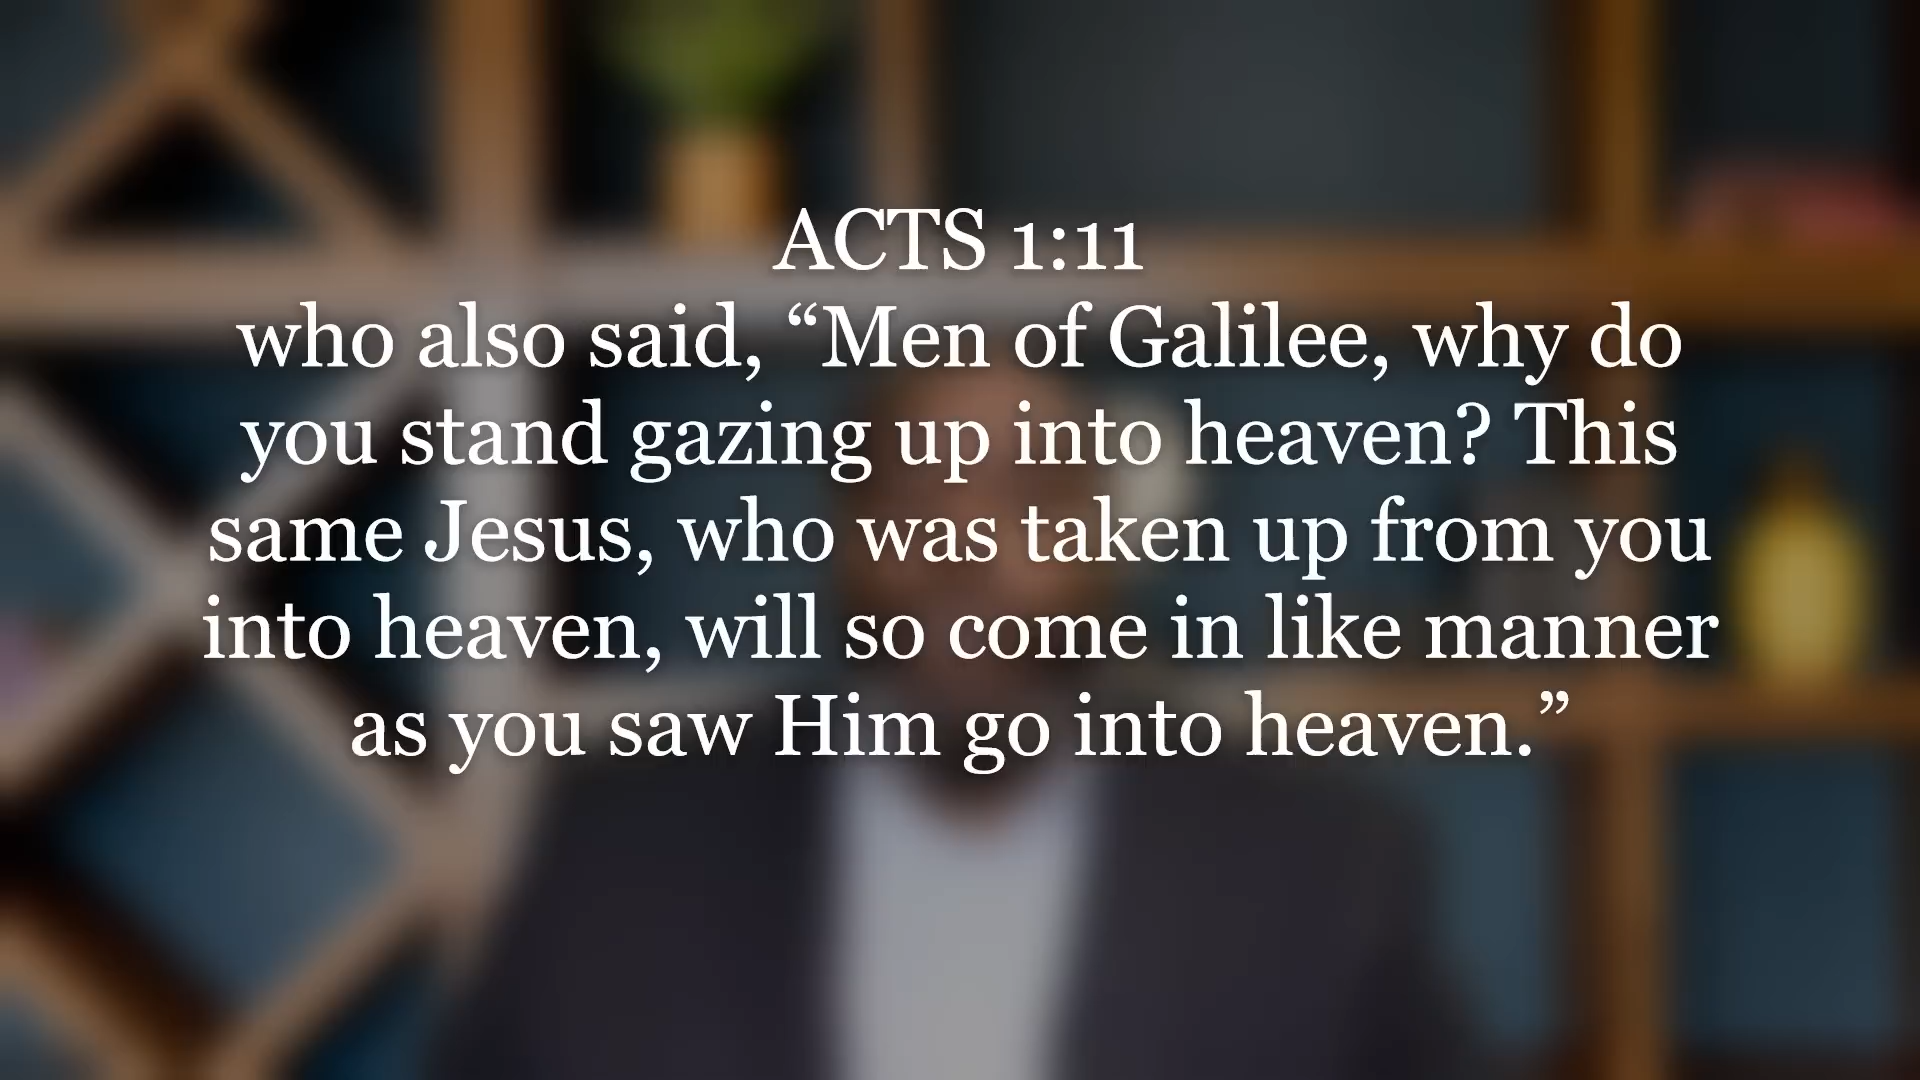 ACTS 1:11
who also said, “Men of Galilee, why do
you stand gazing up into heaven? This
same Jesus, who was taken up from you
into heaven, will so come in like manner
as you saw Him go into heaven.”